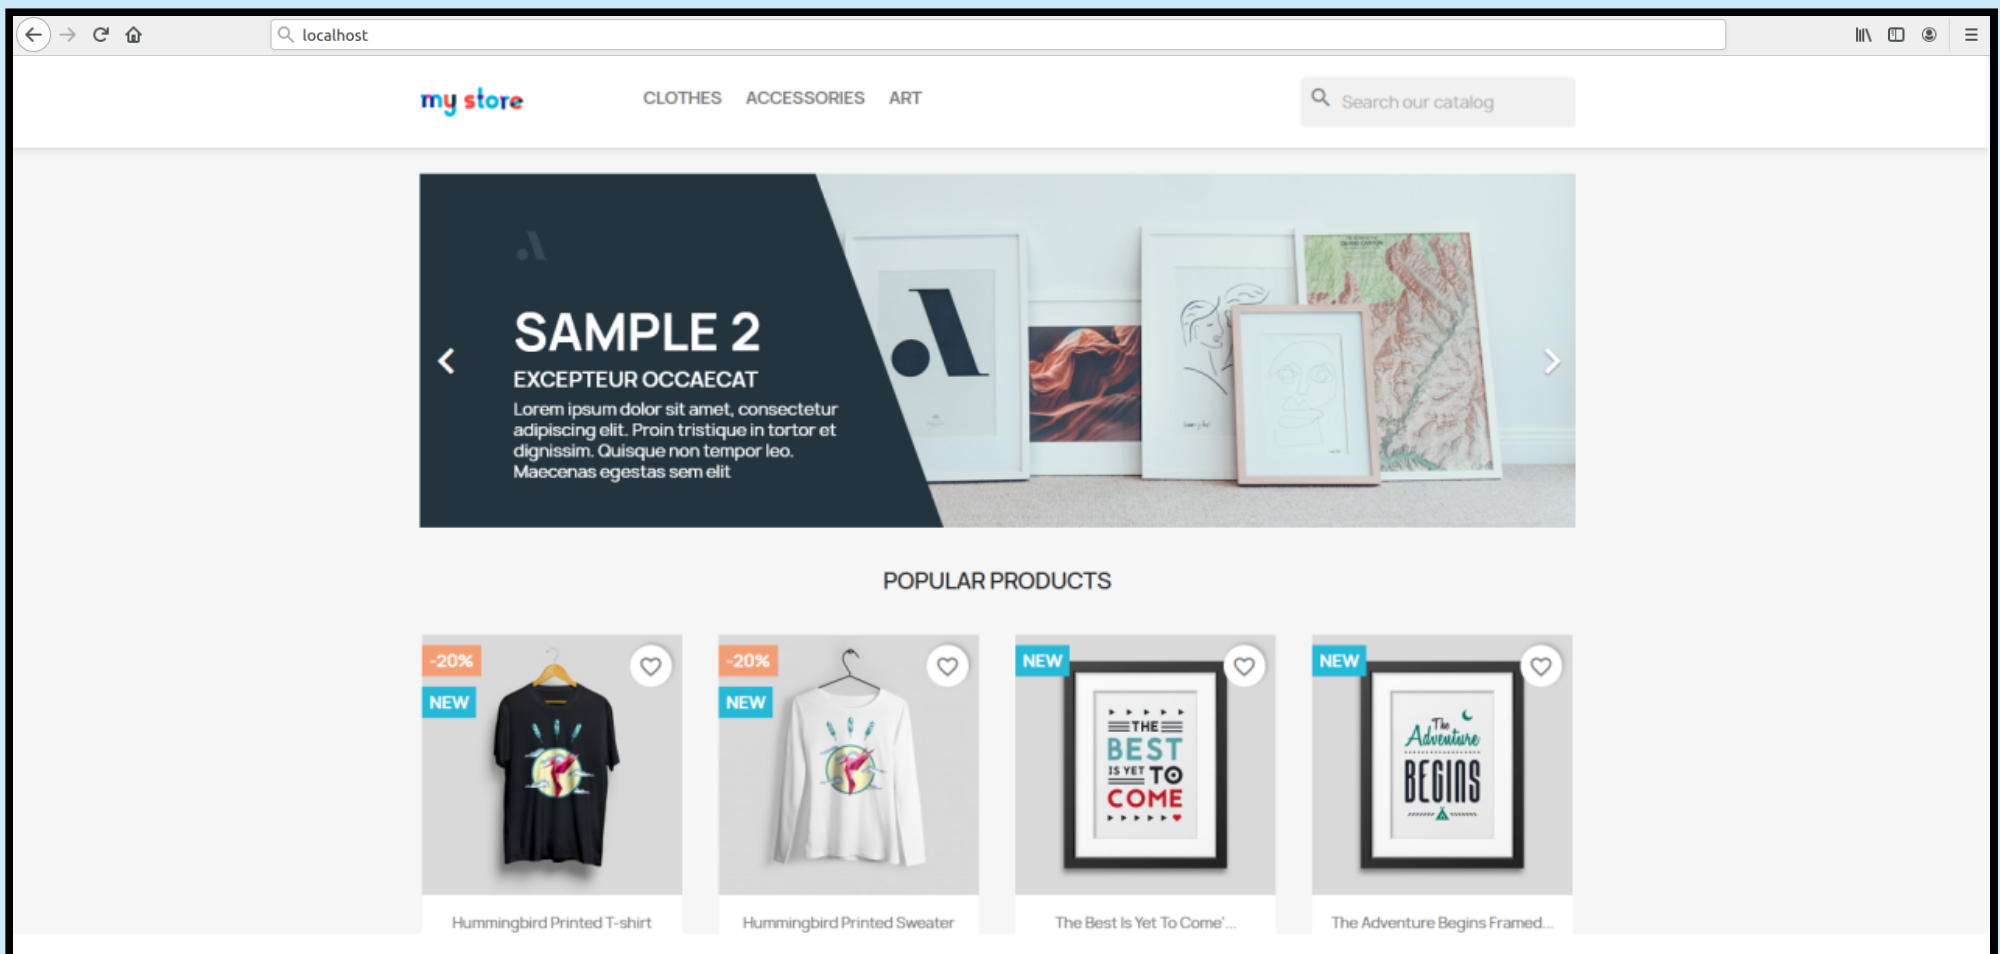 localhost
my store
CLOTHES ACCESSORIES ART
Search our catalog
SAMPLE 2
EXCEPTEUR OCCAECAT
Lorem ipsum dolor sit amet, consectetur
adipiscing elit. Proin tristique in tortor et
dignissim. Quisque non tempor leo.
Maecenas egestas sem elit
POPULAR PRODUCTS
-20%
NEW
Hummingbird Printed T-shirt
-20%
NEW
Hummingbird Printed Sweater
NEW
THE
BEST
IS YET TO
COME
The Best Is Yet To Come'...
NEW
The
Adventure
BEGINS
The Adventure Begins Framed...